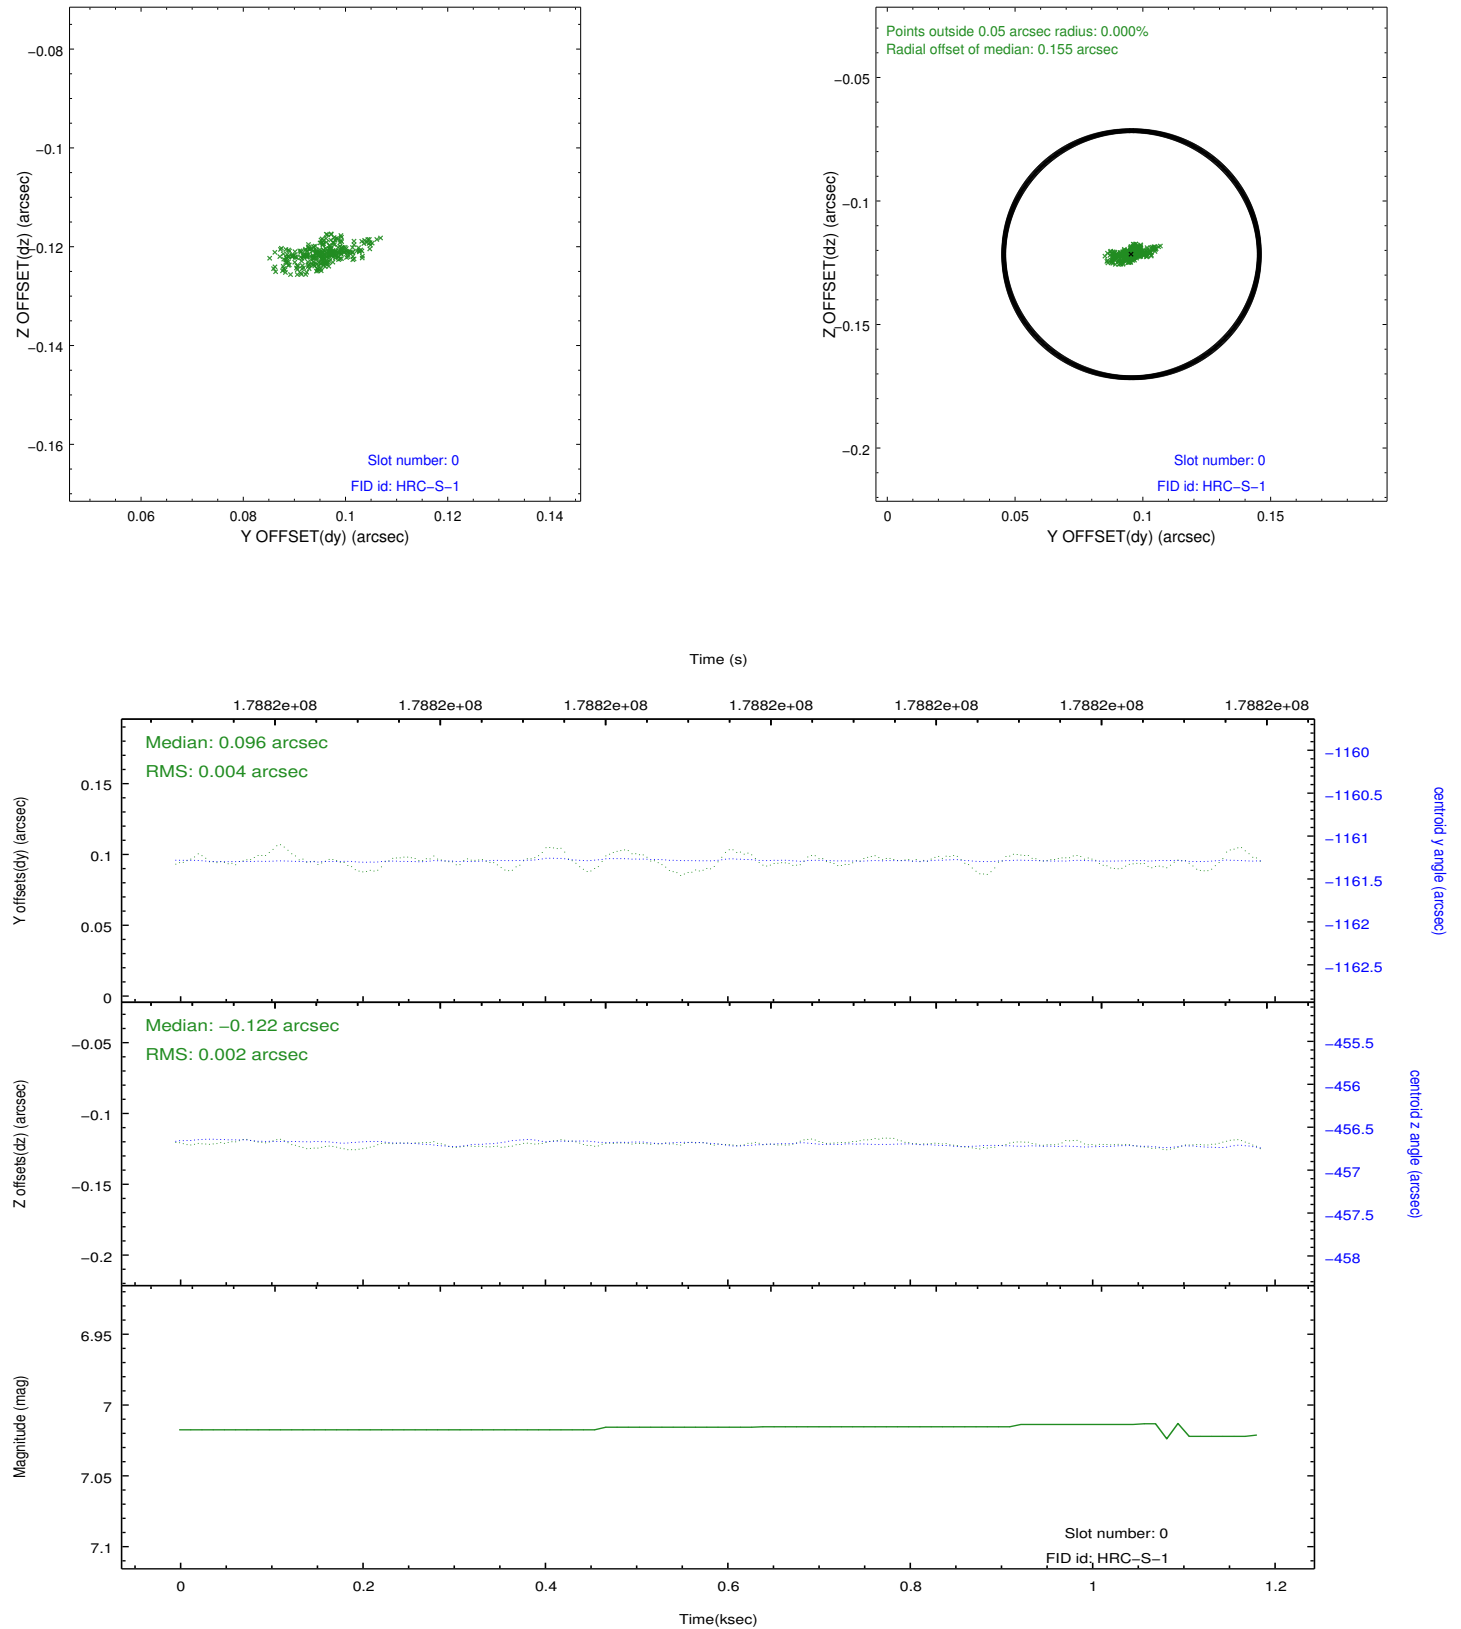 −0.08
−0.1
−0.12
−0.14
−0.16
Z OFFSET(dz) (arcsec)
Slot number: 0
FID id: HRC−S−1
0.06 0.08 0.1 0.12 0.14
Y OFFSET(dy) (arcsec)
Points outside 0.05 arcsec radius: 0.000%
Radial offset of median: 0.155 arcsec
−0.05
−0.1
−0.15
−0.2
Z OFFSET(dz) (arcsec)
Slot number: 0
FID id: HRC−S−1
0 0.05 0.1 0.15
Y OFFSET(dy) (arcsec)
Time (s)
1.7882e+08 1.7882e+08 1.7882e+08 1.7882e+08 1.7882e+08 1.7882e+08 1.7882e+08
Median: 0.096 arcsec
RMS: 0.004 arcsec
0.15
0.1
0.05
0
Y offsets(dy) (arcsec)
−1160
−1160.5
−1161
−1161.5
−1162
−1162.5
centroid y angle (arcsec)
Median: −0.122 arcsec
RMS: 0.002 arcsec
−0.05
−0.1
−0.15
−0.2
Z offsets(dz) (arcsec)
−455.5
−456
−456.5
−457
−457.5
−458
centroid z angle (arcsec)
6.95
7
7.05
7.1
Magnitude (mag)
Slot number: 0
FID id: HRC−S−1
0 0.2 0.4 0.6 0.8 1 1.2
Time(ksec)